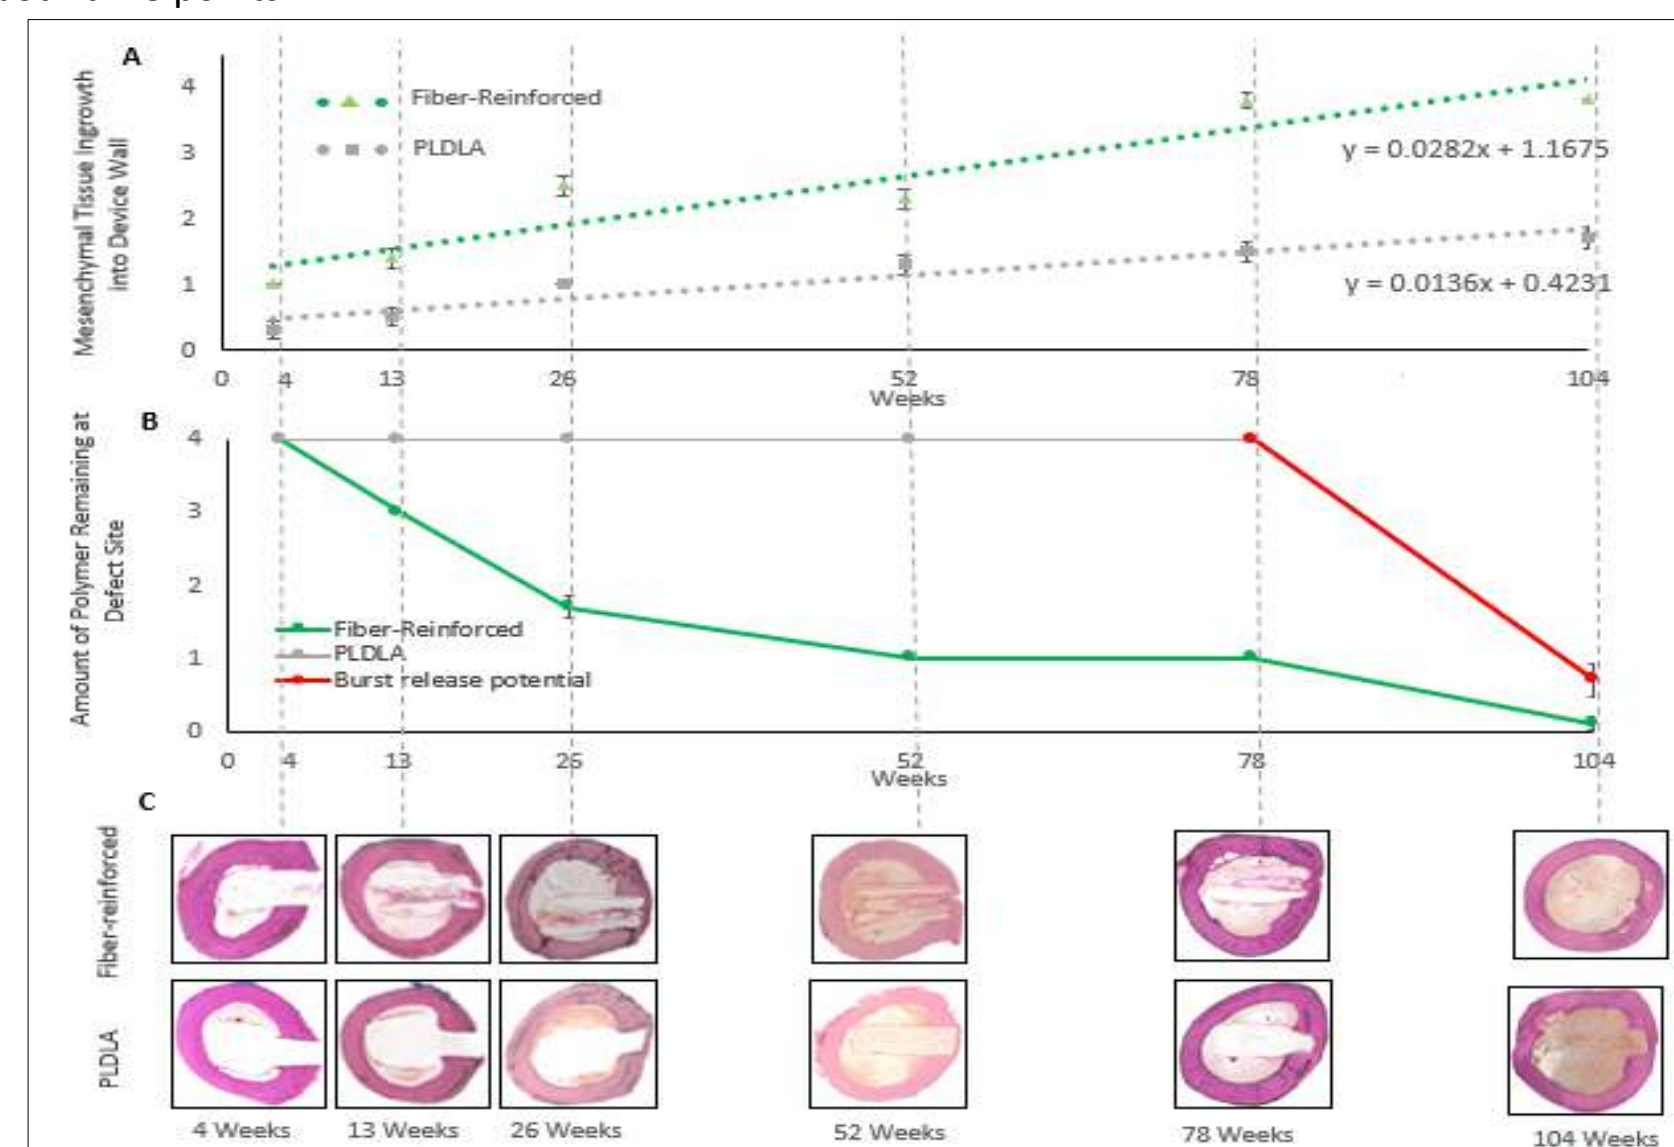 A
Mesenchymal Tissue Ingrowth
into Device Wall
4
3
2
1
0
Fiber-Reinforced
PLDLA
y = 0.0282x + 1.1675
y = 0.0136x + 0.4231
0 4 13 26 52 78 104
Weeks
B
Amount of Polymer Remaining at
Defect Site
4
3
2
1
0
Fiber-Reinforced
PLDLA
Burst release potential
0 4 13 26 52 78 104
Weeks
C
Fiber-reinforced
PLDLA
4 Weeks 13 Weeks 26 Weeks 52 Weeks 78 Weeks 104 Weeks